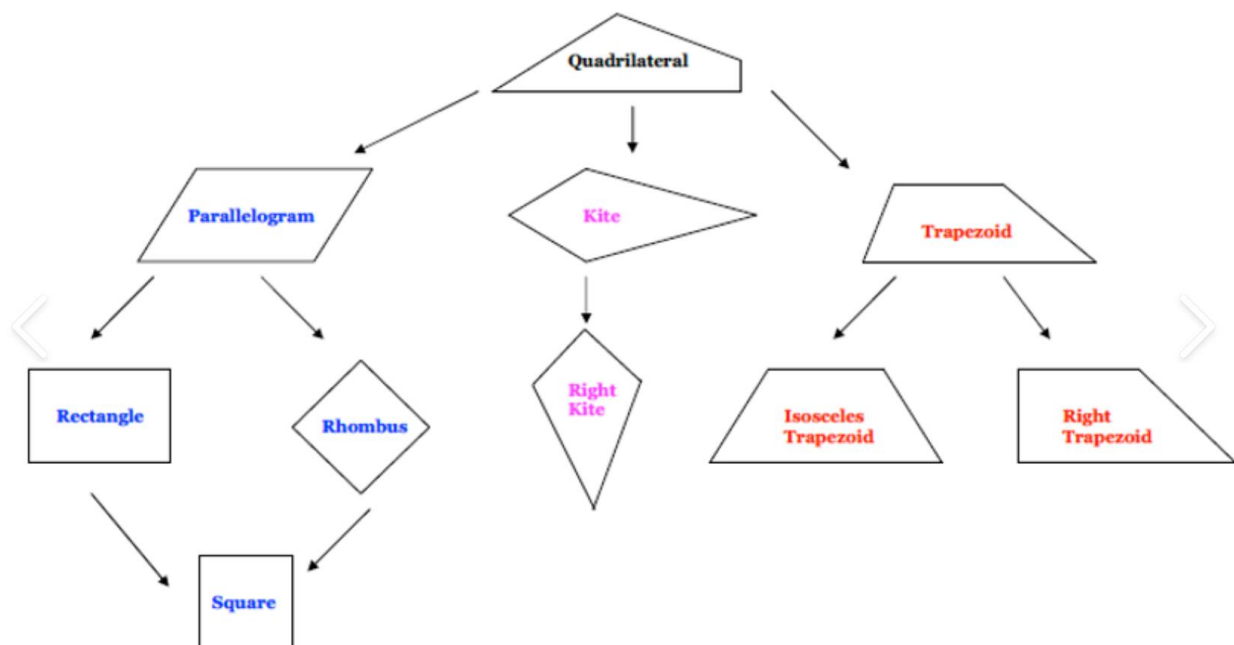 Quadrilateral
Parallelogram
Kite
Trapezoid
Rectangle
Rhombus
Right
Kite
Isosceles
Trapezoid
Right
Trapezoid
Square